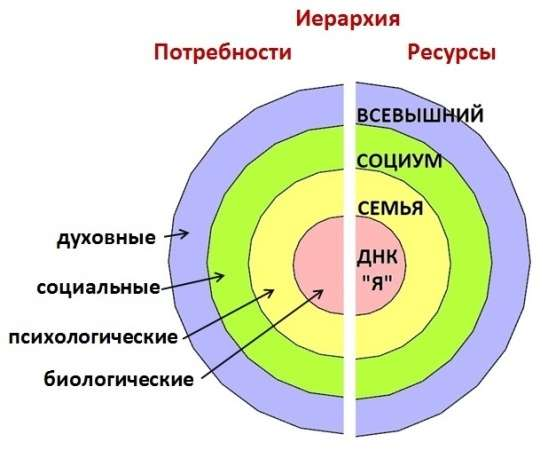 Иерархия
Потребности
Ресурсы
ВСЕВЫШНИЙ
СОЦИУМ
СЕМЬЯ
ДНК
"Я"
духовные
социальные
психологические
биологические